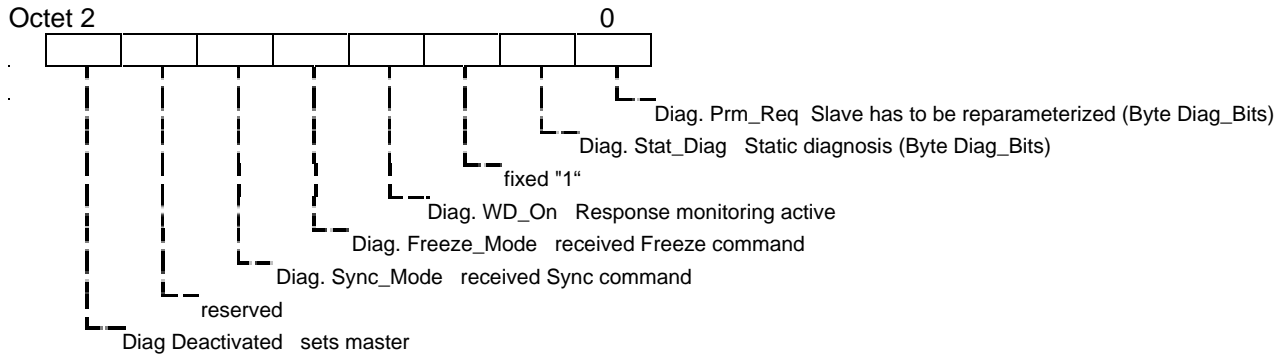 Octet 2 0
Diag. Prm_Req Slave has to be reparameterized (Byte Diag_Bits)
Diag. Stat_Diag Static diagnosis (Byte Diag_Bits)
fixed "1“
Diag. WD_On Response monitoring active
Diag. Freeze_Mode received Freeze command
Diag. Sync_Mode received Sync command
reserved
Diag Deactivated sets master